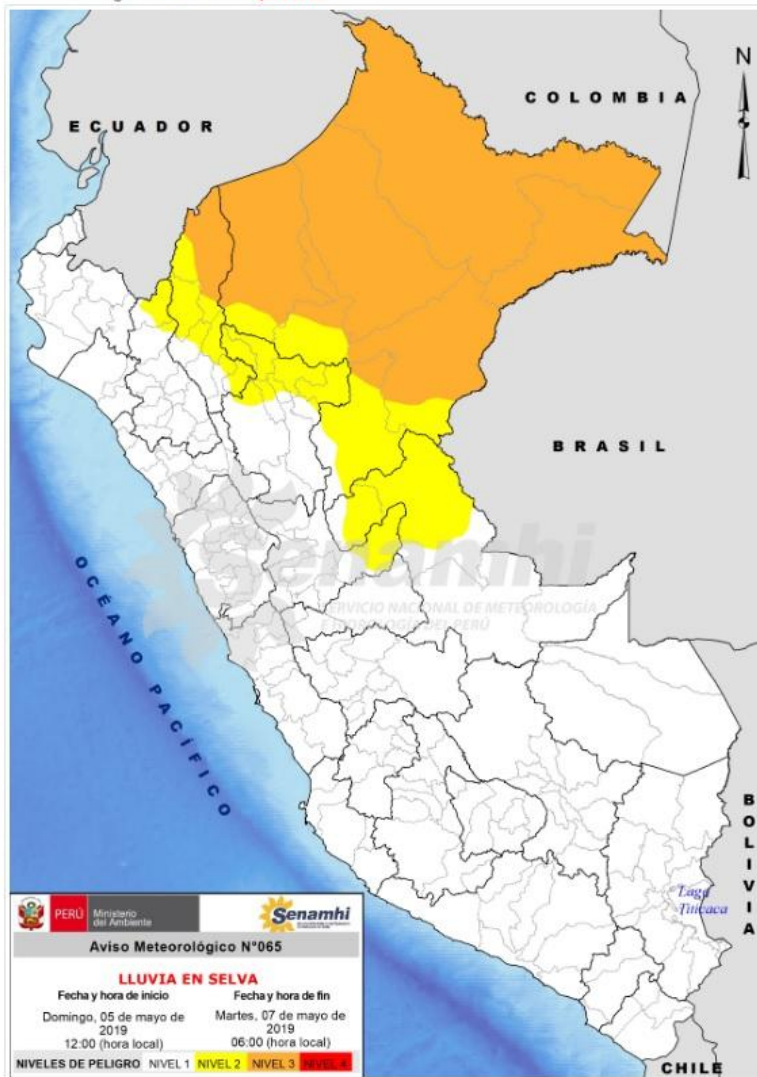 COLOMBIA
N
ECUADOR
BRASIL
Senamhi
SERVICIO NACIONAL DE METEOROLOGÍA
E HIDROLOGÍA DEL PERÚ
OCÉANO PACÍFICO
BOLIVIA
Lago
Titicaca
CHILE
PERÚ
Ministerio
del Ambiente
Senamhi
Aviso Meteorológico N°065
LLUVIA EN SELVA
Fecha y hora de inicio
Domingo, 05 de mayo de
2019
12:00 (hora local)
Fecha y hora de fin
Martes, 07 de mayo de
2019
06:00 (hora local)
NIVELES DE PELIGRO NIVEL 1 NIVEL 2 NIVEL 3 NIVEL 4